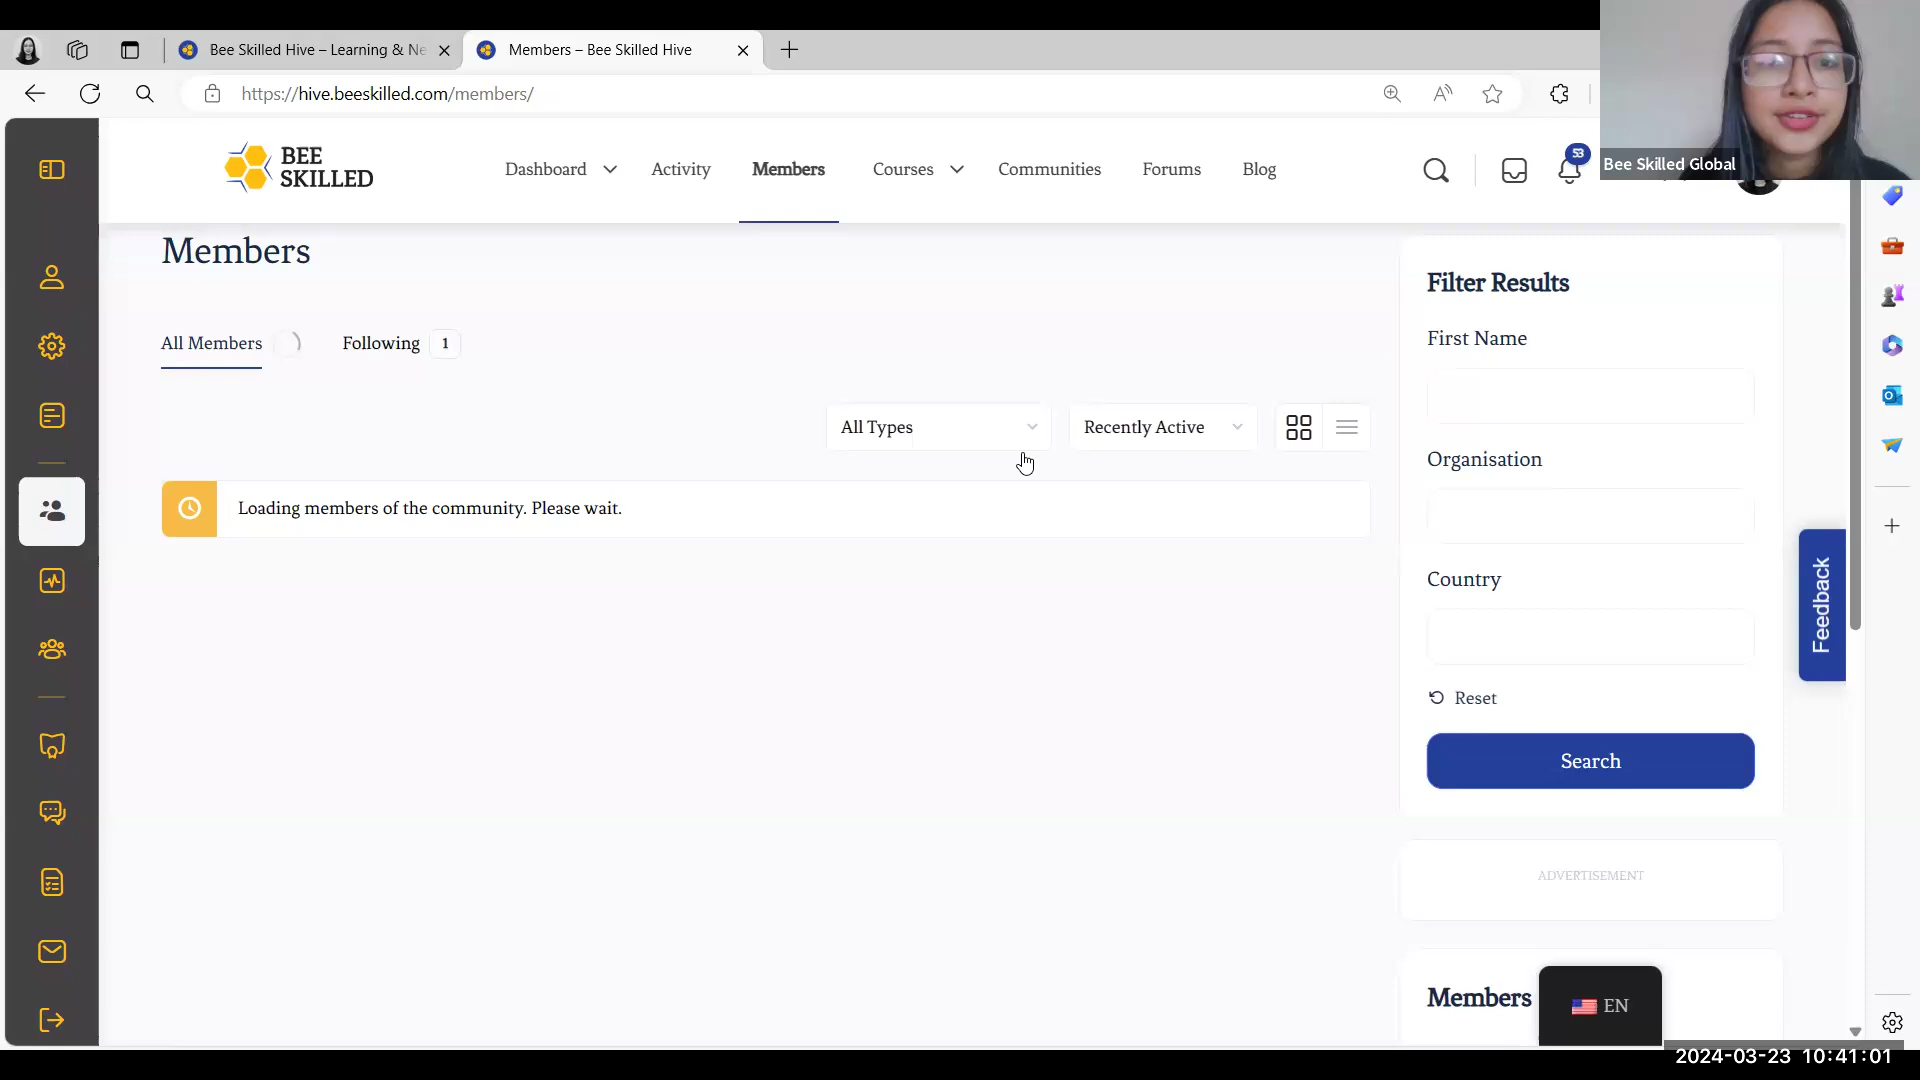 Bee Skilled Hive – Learning & Ne
Members – Bee Skilled Hive
https://hive.beeskilled.com/members/
BEE
SKILLED
Dashboard
Activity
Members
Courses
Communities
Forums
Blog
53
Bee Skilled Global
Members
All Members
Following 1
All Types
Recently Active
Loading members of the community. Please wait.
Filter Results
First Name
Organisation
Country
Reset
Search
Feedback
ADVERTISEMENT
Members
EN
2024-03-23 10:41:01